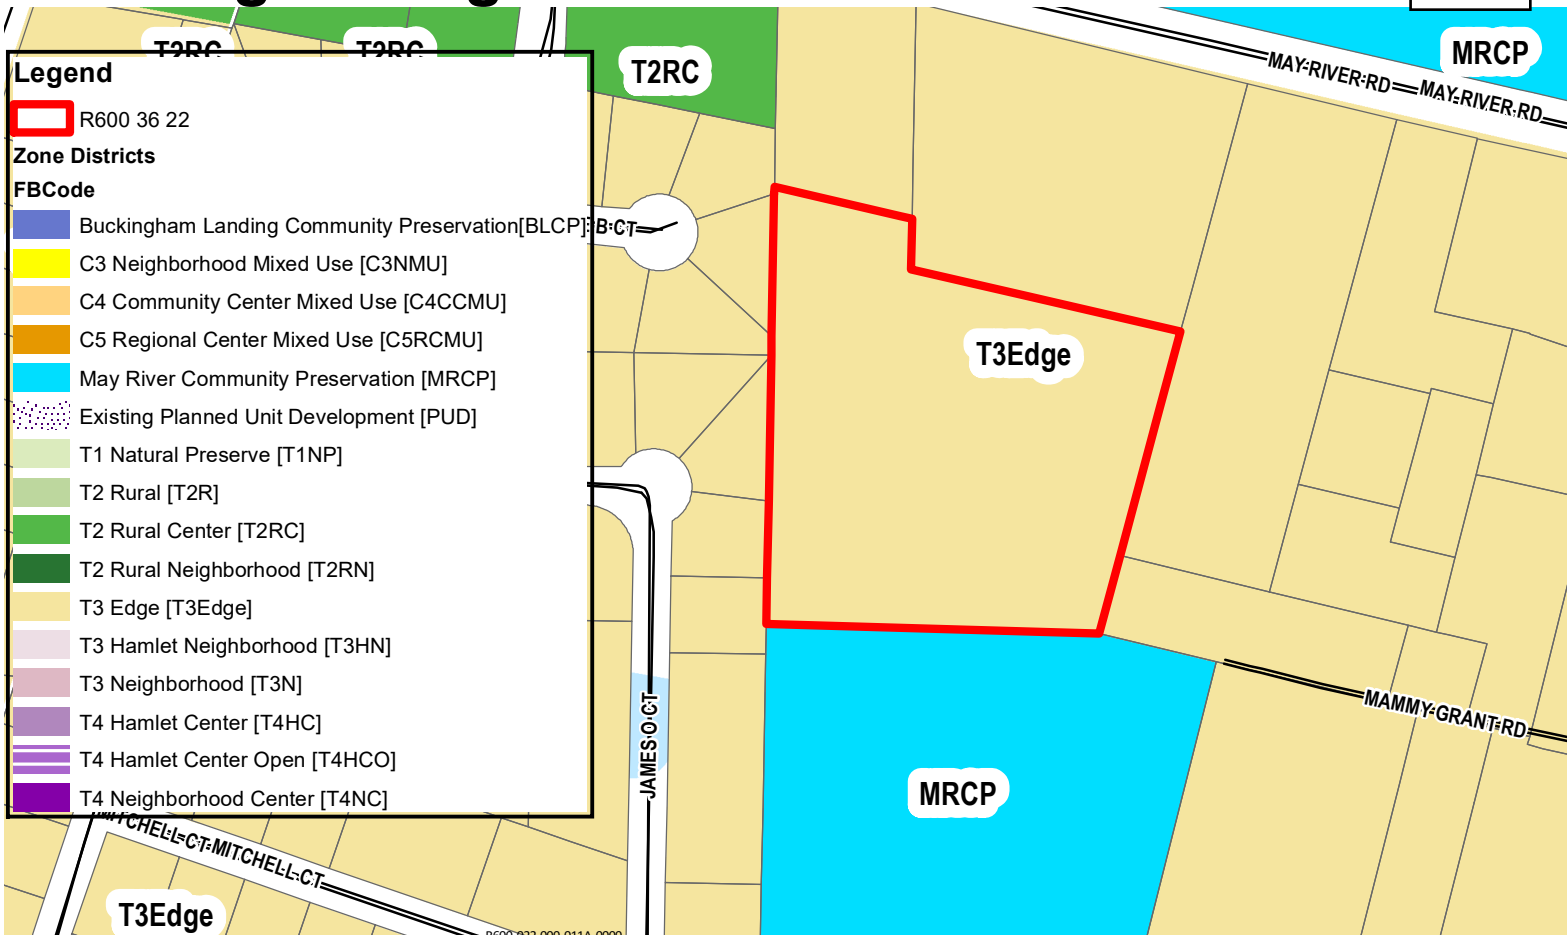 T2RC
T2RC
T2RC
MRCP
MAY RIVER RD
MAY RIVER RD
Legend
R600 36 22
Zone Districts
FBCode
Buckingham Landing Community Preservation[BLCP]
C3 Neighborhood Mixed Use [C3NMU]
C4 Community Center Mixed Use [C4CCMU]
C5 Regional Center Mixed Use [C5RCMU]
May River Community Preservation [MRCP]
Existing Planned Unit Development [PUD]
T1 Natural Preserve [T1NP]
T2 Rural [T2R]
T2 Rural Center [T2RC]
T2 Rural Neighborhood [T2RN]
T3 Edge [T3Edge]
T3 Hamlet Neighborhood [T3HN]
T3 Neighborhood [T3N]
T4 Hamlet Center [T4HC]
T4 Hamlet Center Open [T4HCO]
T4 Neighborhood Center [T4NC]
B CT
T3Edge
JAMES O CT
MAMMY GRANT RD
MRCP
MITCHELL CT
MITCHELL CT
T3Edge